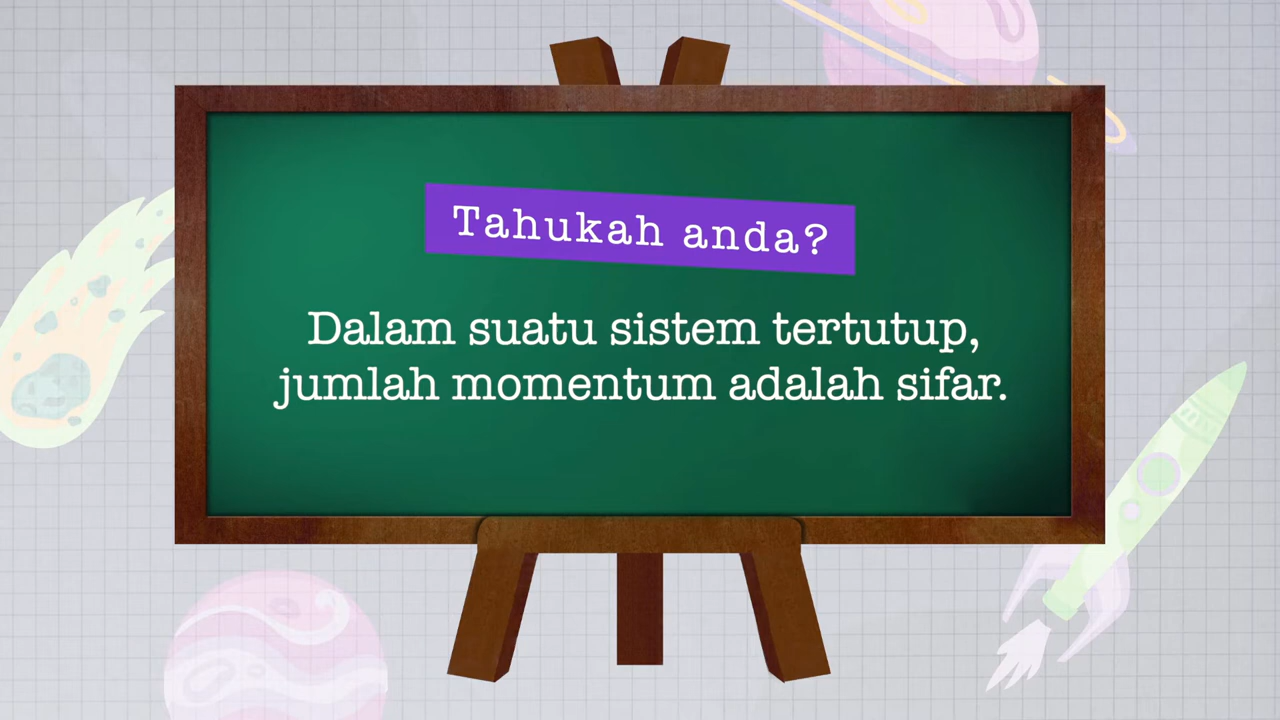 Tahukah anda?
Dalam suatu sistem tertutup,
jumlah momentum adalah sifar.